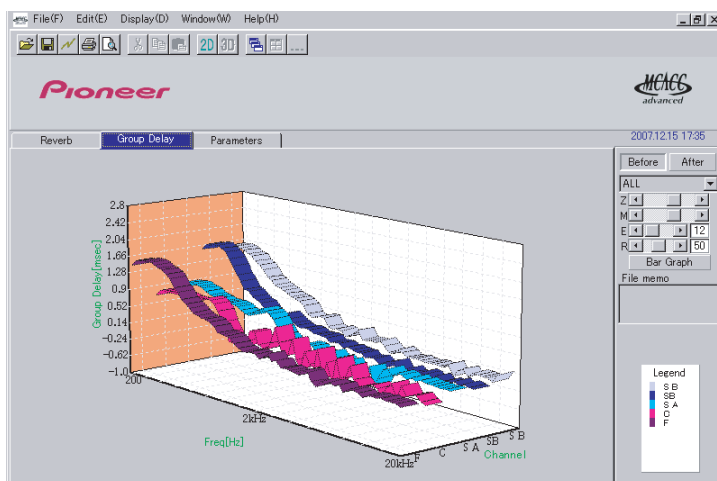 File(F) Edit(E) Display(D) Window(W) Help(H)
2D 3D ...
Pioneer
MCACC
advanced
Reverb Group Delay Parameters
2007.12.15 17:35
Before After
ALL
Z
M
E 12
R 50
Bar Graph
File memo
Group Delay[msec]
2.8
2.42
2.04
1.66
1.28
0.9
0.52
0.14
-0.24
-0.62
-1.0
200
2kHz
20kHz
Freq[Hz]
F C S A SB S B
Channel
Legend
S B
SB
S A
C
F